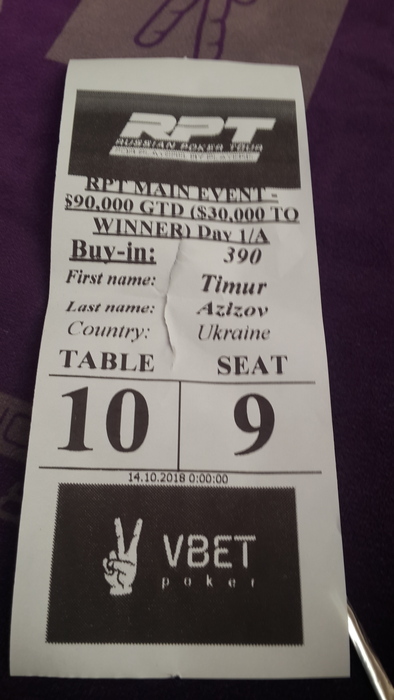 RPT
RUSSIAN POKER TOUR
RPT MAIN EVENT -
$90,000 GTD ($30,000 TO
WINNER) Day 1/A
Buy-in: 390
First name: Timur
Last name: Azizov
Country: Ukraine
TABLE SEAT
10 9
14.10.2018 0:00:00
VBET
poker